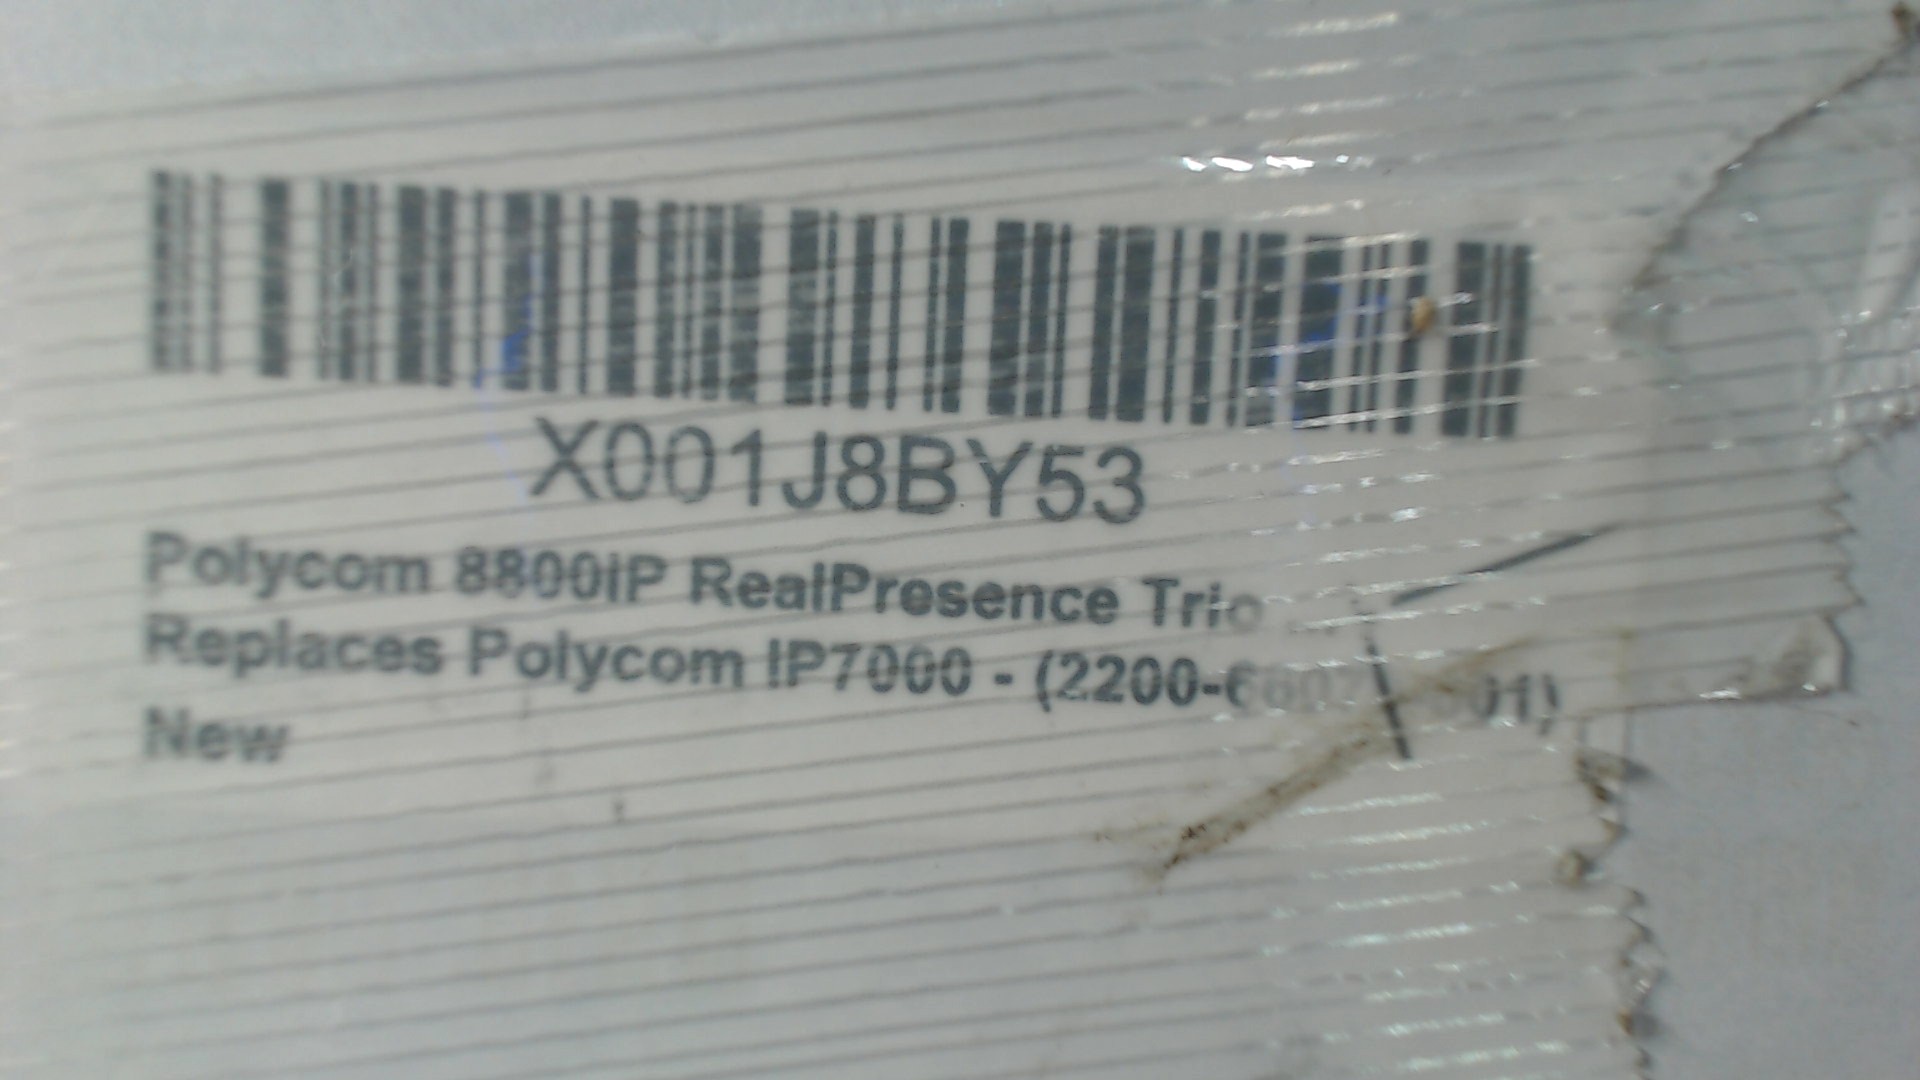 X001J8BY53
Polycom 8800IP RealPresence Trio
Replaces Polycom IP7000 -
New